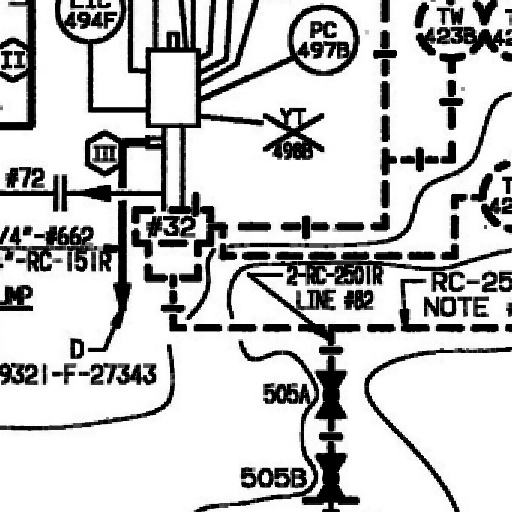 LIC
494F
PC
497B
TW
423B
II
YT
498B
III
#72
#32
/4"-#662
"-RC-151R
UMP
2-RC-2501R
LINE #82
RC-25
NOTE #
D
9321-F-27343
505A
505B